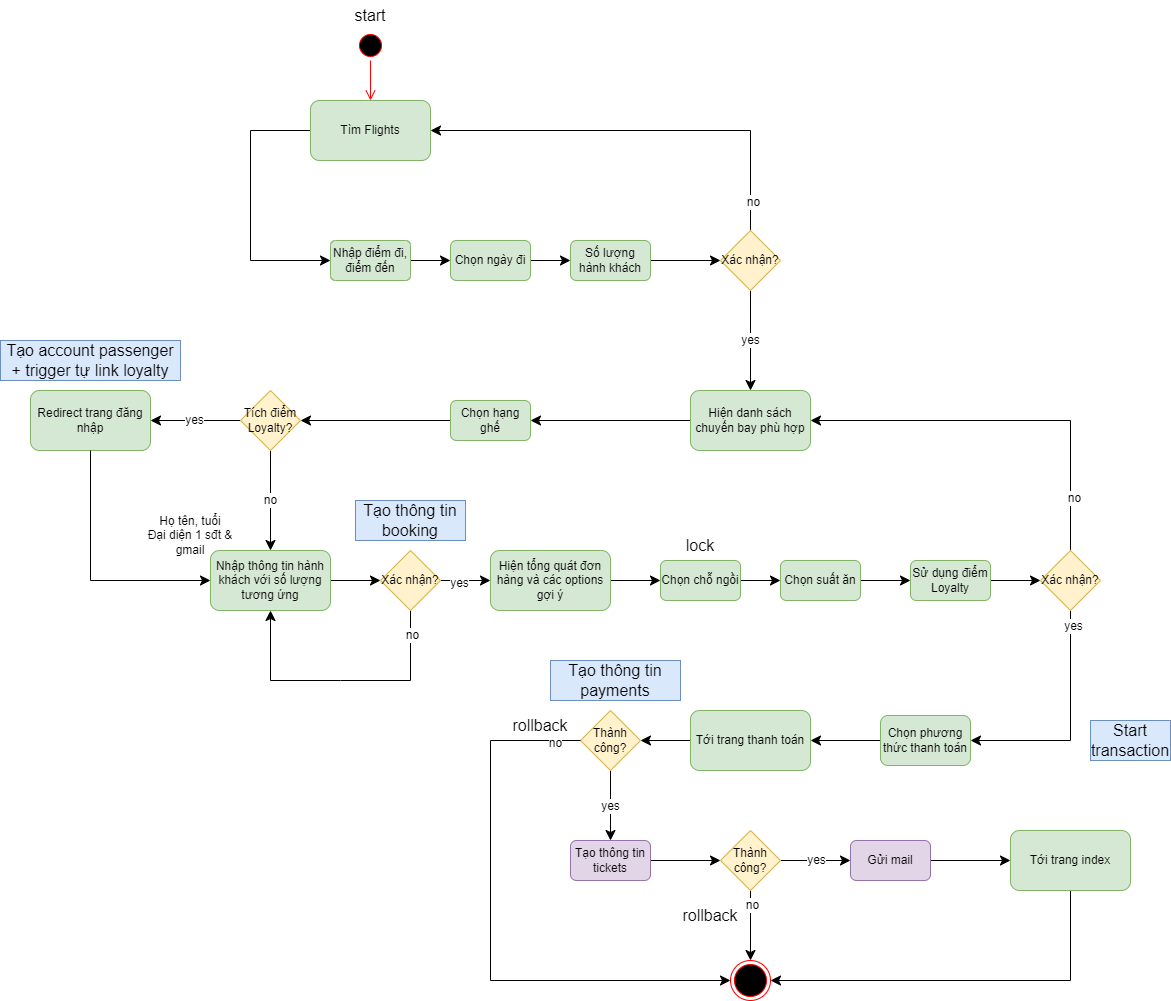 start
Tìm Flights
no
Nhập điểm đi,
điểm đến
Chọn ngày đi
Số lượng
hành khách
Xác nhận?
yes
Tạo account passenger
+ trigger tự link loyalty
Redirect trang đăng
nhập
yes
Tích điểm
Loyalty?
Chọn hạng
ghế
Hiện danh sách
chuyến bay phù hợp
no
no
Họ tên, tuổi
Đại diện 1 sđt &
gmail
Tạo thông tin
booking
lock
Nhập thông tin hành
khách với số lượng
tương ứng
Xác nhận?
yes
Hiện tổng quát đơn
hàng và các options
gợi ý
Chọn chỗ ngồi
Chọn suất ăn
Sử dụng điểm
Loyalty
Xác nhận?
no
yes
Tạo thông tin
payments
rollback
no
Thành
công?
Tới trang thanh toán
Chọn phương
thức thanh toán
Start
transaction
yes
Tạo thông tin
tickets
Thành
công?
yes
Gửi mail
Tới trang index
no
rollback